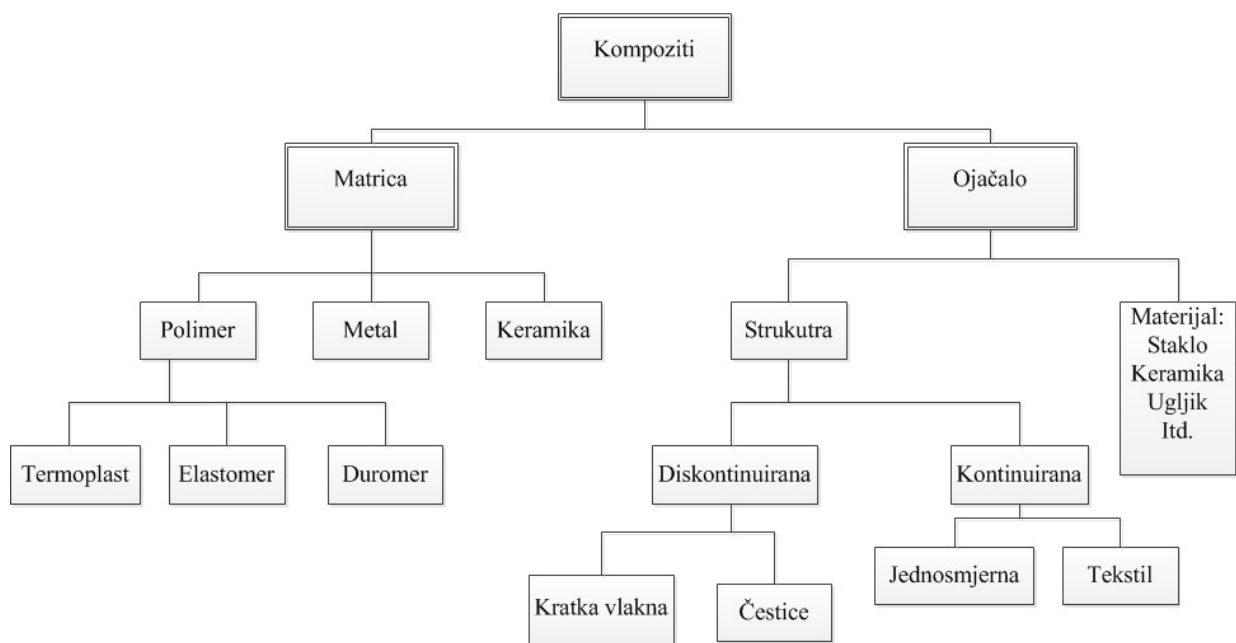 Kompoziti
Matrica
Ojačalo
Polimer
Metal
Keramika
Strukutra
Materijal:
Staklo
Keramika
Ugljik
Itd.
Termoplast
Elastomer
Duromer
Diskontinuirana
Kontinuirana
Kratka vlakna
Čestice
Jednosmjerna
Tekstil